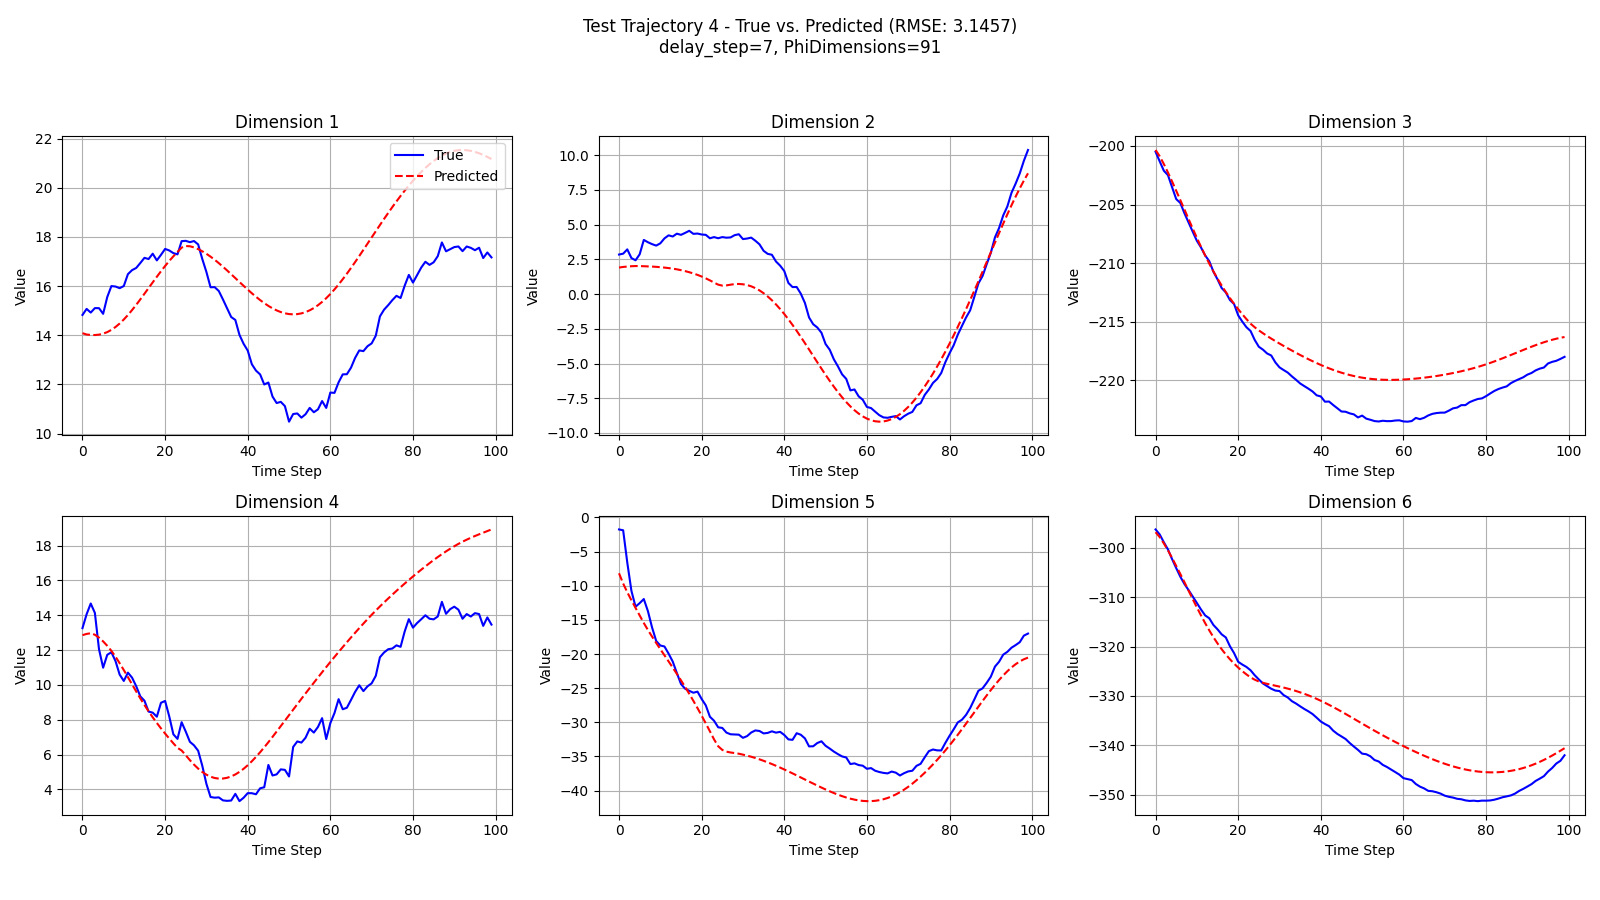 Test Trajectory 4 - True vs. Predicted (RMSE: 3.1457)
delay_step=7, PhiDimensions=91
Dimension 1
22
20
18
16
14
12
10
Value
0 20 40 60 80 100
Time Step
True
Predicted
Dimension 2
10.0
7.5
5.0
2.5
0.0
−2.5
−5.0
−7.5
−10.0
Value
0 20 40 60 80 100
Time Step
Dimension 3
−200
−205
−210
−215
−220
Value
0 20 40 60 80 100
Time Step
Dimension 4
18
16
14
12
10
8
6
4
Value
0 20 40 60 80 100
Time Step
Dimension 5
0
−5
−10
−15
−20
−25
−30
−35
−40
Value
0 20 40 60 80 100
Time Step
Dimension 6
−300
−310
−320
−330
−340
−350
Value
0 20 40 60 80 100
Time Step